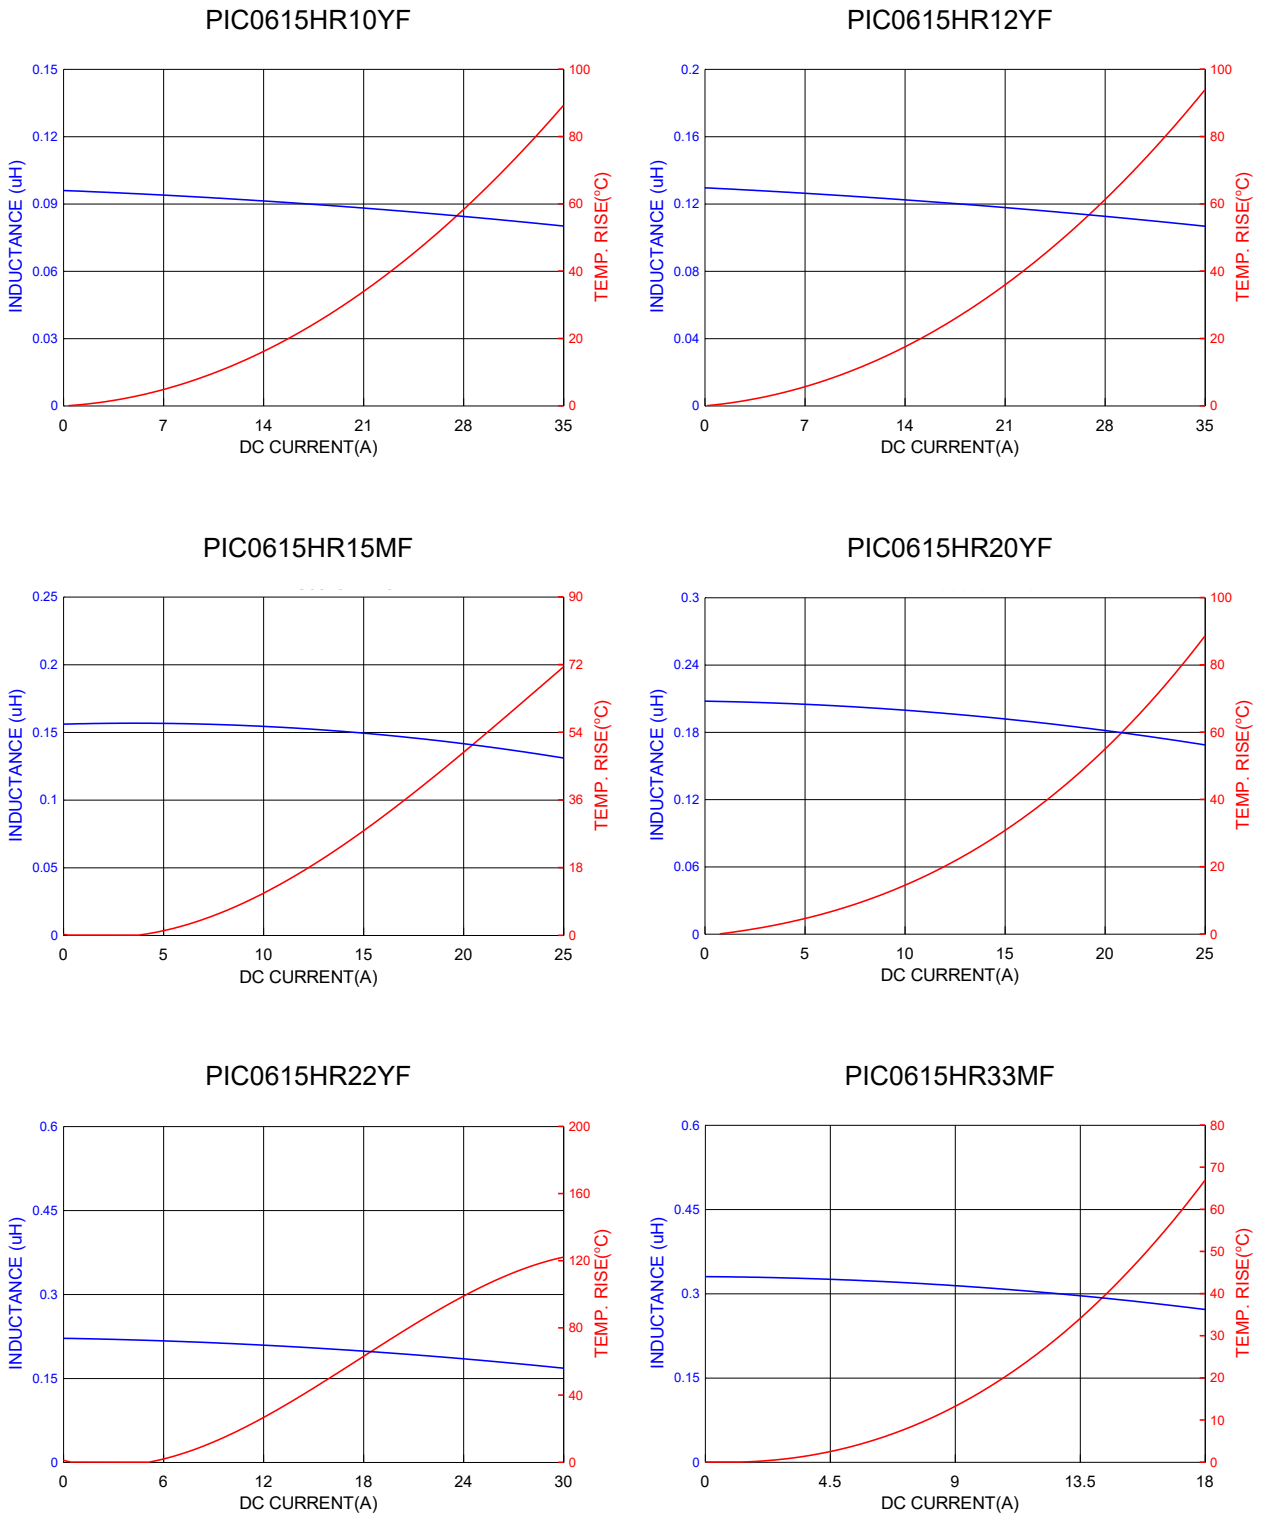 PIC0615HR10YF
PIC0615HR12YF
0.15
0.12
0.09
0.06
0.03
0
INDUCTANCE (uH)
100
80
60
40
20
0
TEMP. RISE(°C)
0 7 14 21 28 35
DC CURRENT(A)
0.2
0.16
0.12
0.08
0.04
0
INDUCTANCE (uH)
100
80
60
40
20
0
TEMP. RISE(°C)
0 7 14 21 28 35
DC CURRENT(A)
PIC0615HR15MF
PIC0615HR20YF
0.25
0.2
0.15
0.1
0.05
0
INDUCTANCE (uH)
90
72
54
36
18
0
TEMP. RISE(°C)
0 5 10 15 20 25
DC CURRENT(A)
0.3
0.24
0.18
0.12
0.06
0
INDUCTANCE (uH)
100
80
60
40
20
0
TEMP. RISE(°C)
0 5 10 15 20 25
DC CURRENT(A)
PIC0615HR22YF
PIC0615HR33MF
0.6
0.45
0.3
0.15
0
INDUCTANCE (uH)
200
160
120
80
40
0
TEMP. RISE(°C)
0 6 12 18 24 30
DC CURRENT(A)
0.6
0.45
0.3
0.15
0
INDUCTANCE (uH)
80
70
60
50
40
30
20
10
0
TEMP. RISE(°C)
0 4.5 9 13.5 18
DC CURRENT(A)